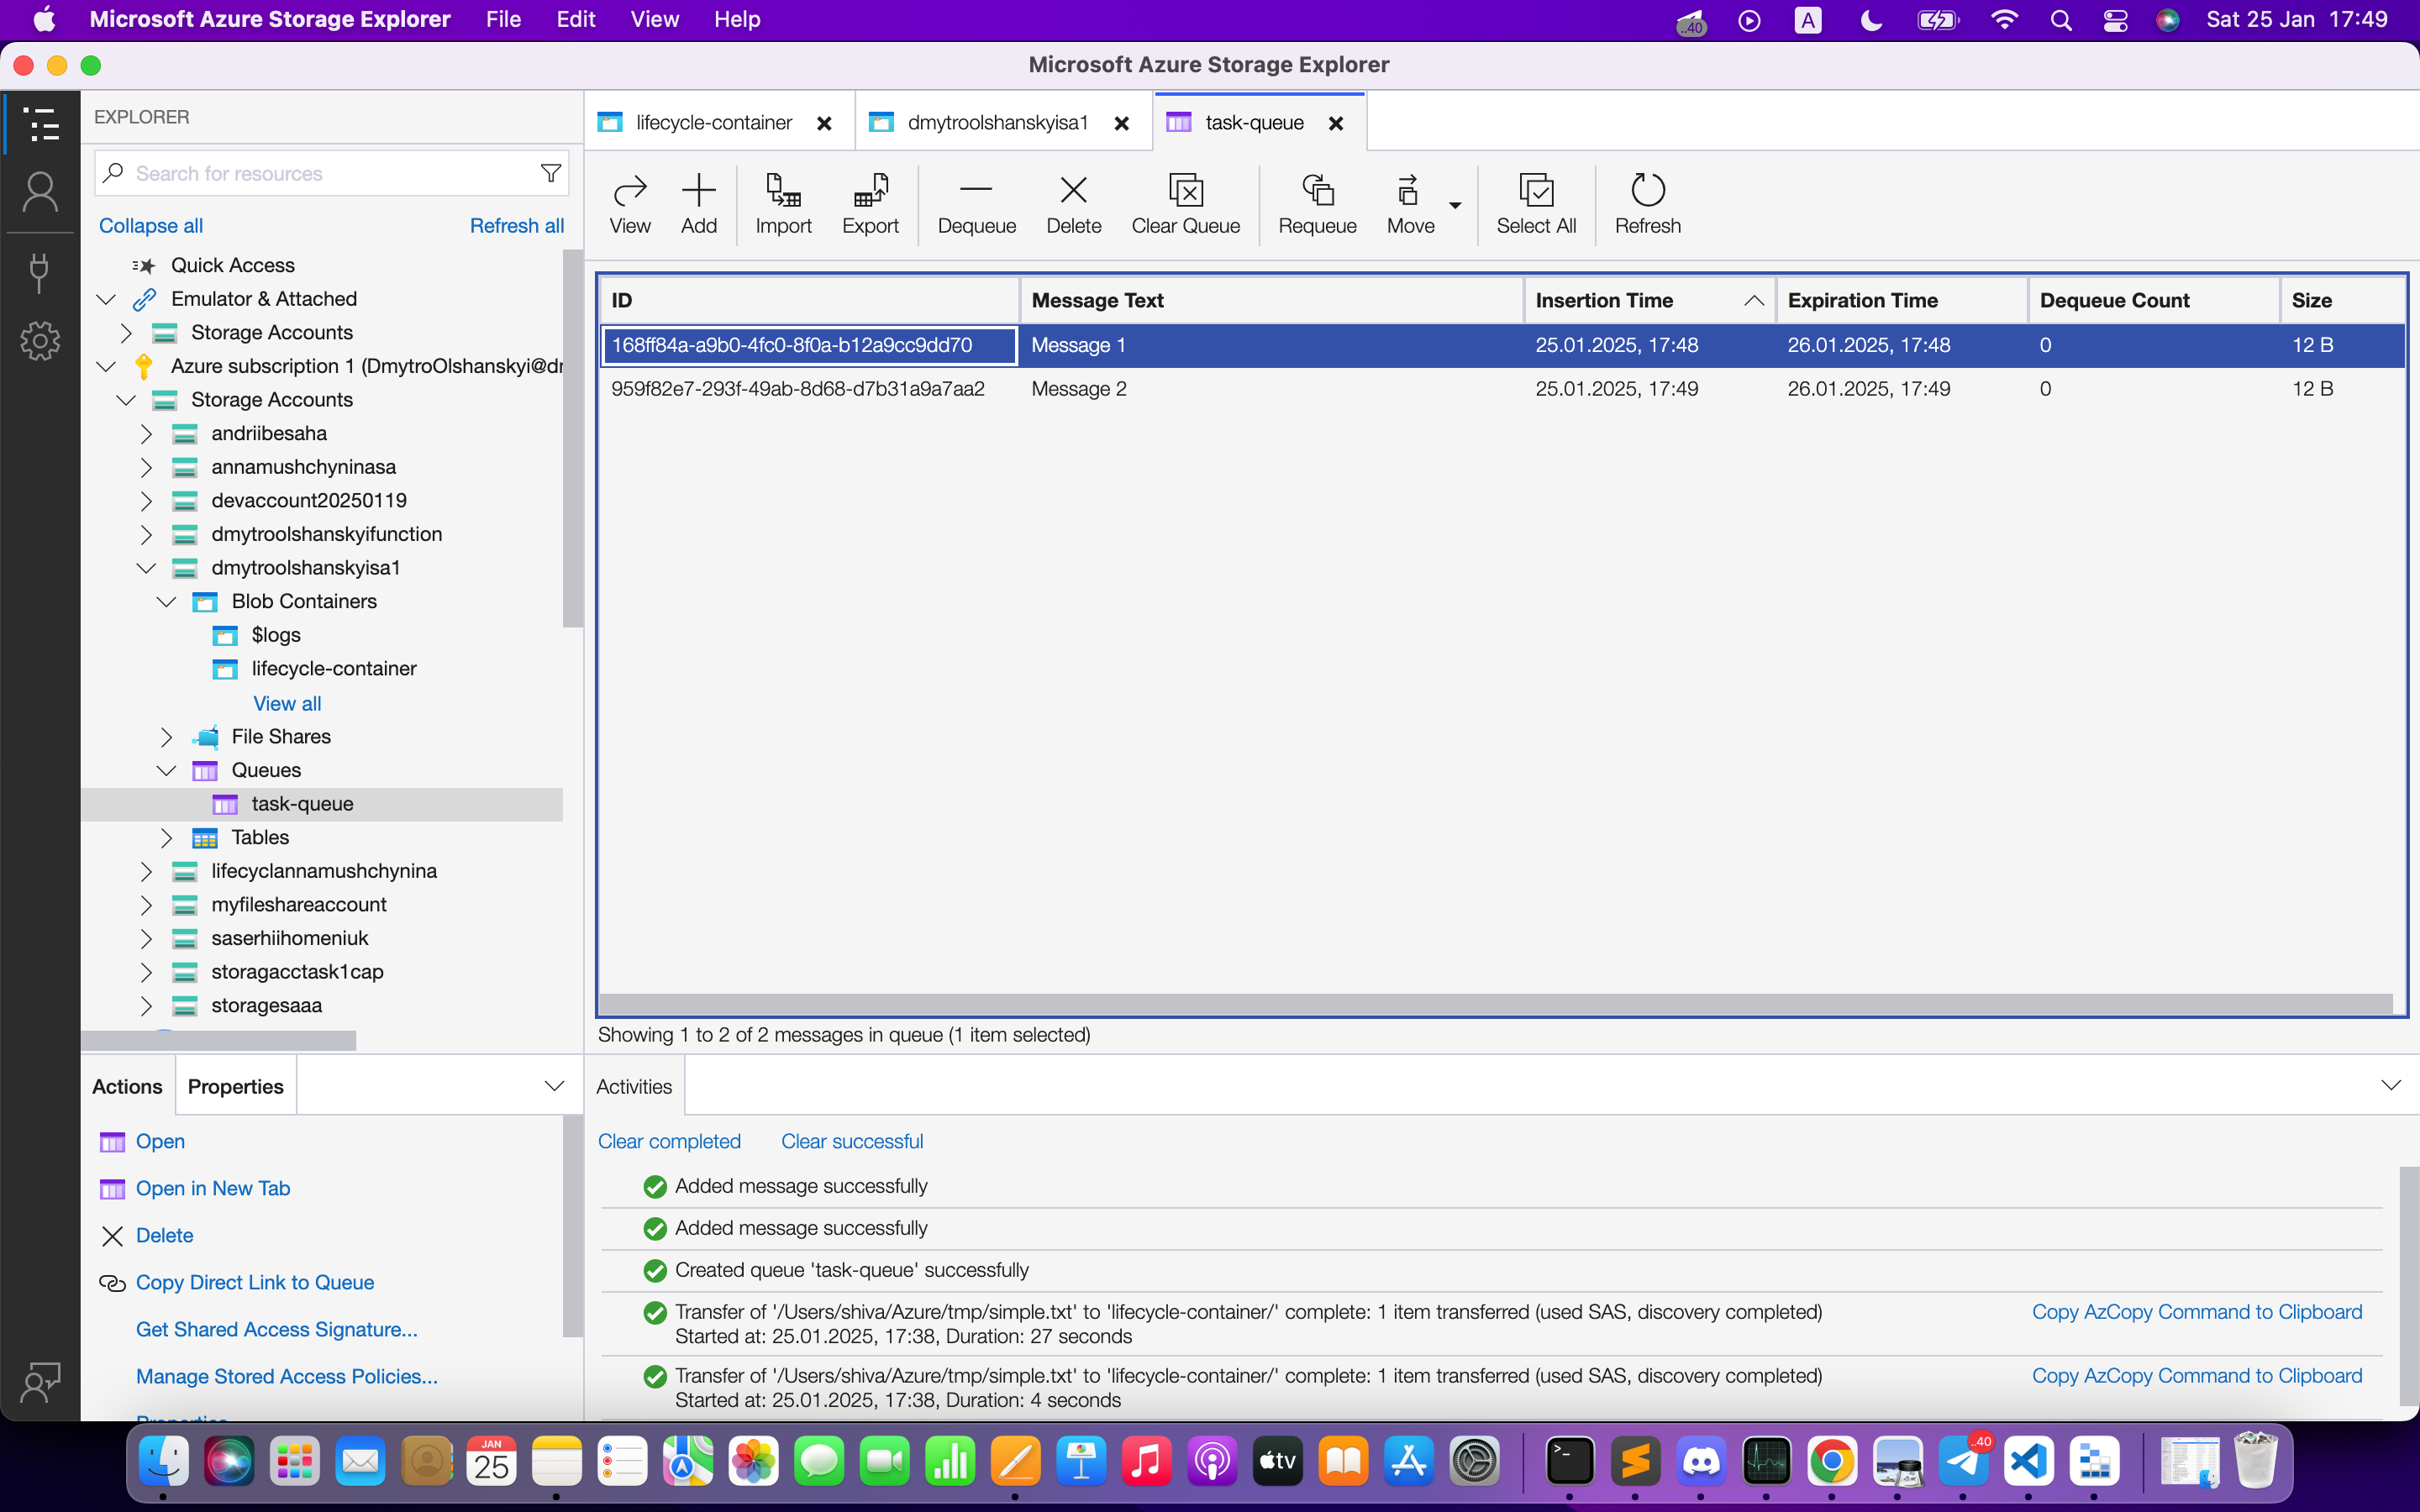 Microsoft Azure Storage Explorer File Edit View Help ..40 A Sat 25 Jan 17:49
Microsoft Azure Storage Explorer
EXPLORER
Search for resources
Collapse all Refresh all
Quick Access
Emulator & Attached
Storage Accounts
Azure subscription 1 (DmytroOlshanskyi@dr
Storage Accounts
andriibesaha
annamushchyninasa
devaccount20250119
dmytroolshanskyifunction
dmytroolshanskyisa1
Blob Containers
$logs
lifecycle-container
View all
File Shares
Queues
task-queue
Tables
lifecyclannamushchynina
myfileshareaccount
saserhiihomeniuk
storagacctask1cap
storagesaaa
Actions Properties
Open
Open in New Tab
Delete
Copy Direct Link to Queue
Get Shared Access Signature...
Manage Stored Access Policies...
Properties
lifecycle-container dmytroolshanskyisa1 task-queue
View Add Import Export Dequeue Delete Clear Queue Requeue Move Select All Refresh
ID Message Text Insertion Time Expiration Time Dequeue Count Size
168ff84a-a9b0-4fc0-8f0a-b12a9cc9dd70 Message 1 25.01.2025, 17:48 26.01.2025, 17:48 0 12 B
959f82e7-293f-49ab-8d68-d7b31a9a7aa2 Message 2 25.01.2025, 17:49 26.01.2025, 17:49 0 12 B
Showing 1 to 2 of 2 messages in queue (1 item selected)
Activities
Clear completed Clear successful
Added message successfully
Added message successfully
Created queue 'task-queue' successfully
Transfer of '/Users/shiva/Azure/tmp/simple.txt' to 'lifecycle-container/' complete: 1 item transferred (used SAS, discovery completed) Copy AzCopy Command to Clipboard
Started at: 25.01.2025, 17:38, Duration: 27 seconds
Transfer of '/Users/shiva/Azure/tmp/simple.txt' to 'lifecycle-container/' complete: 1 item transferred (used SAS, discovery completed) Copy AzCopy Command to Clipboard
Started at: 25.01.2025, 17:38, Duration: 4 seconds
JAN
25
tv
..40